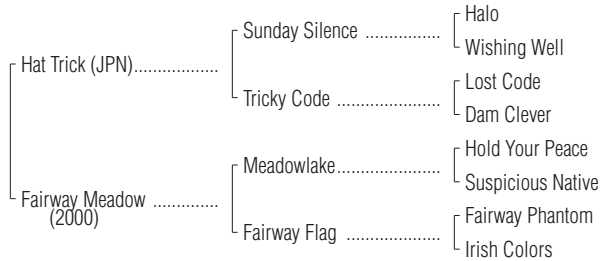 Halo
Sunday Silence ..................
Wishing Well
Hat Trick (JPN).................
Lost Code
Tricky Code .........................
Dam Clever
Hold Your Peace
Meadowlake.........................
Suspicious Native
Fairway Meadow ...............
(2000)
Fairway Phantom
Fairway Flag .......................
Irish Colors